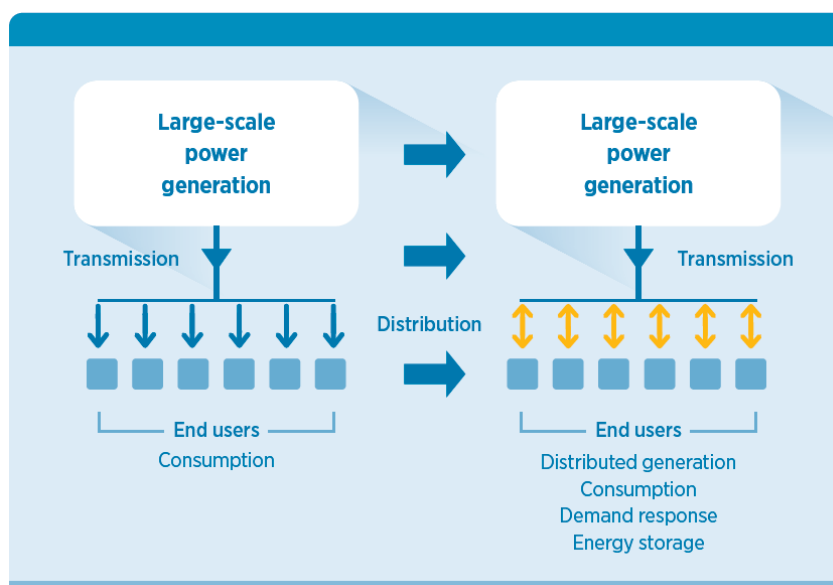 Large-scale
power
generation
Large-scale
power
generation
Transmission
Transmission
Distribution
End users
Consumption
End users
Distributed generation
Consumption
Demand response
Energy storage